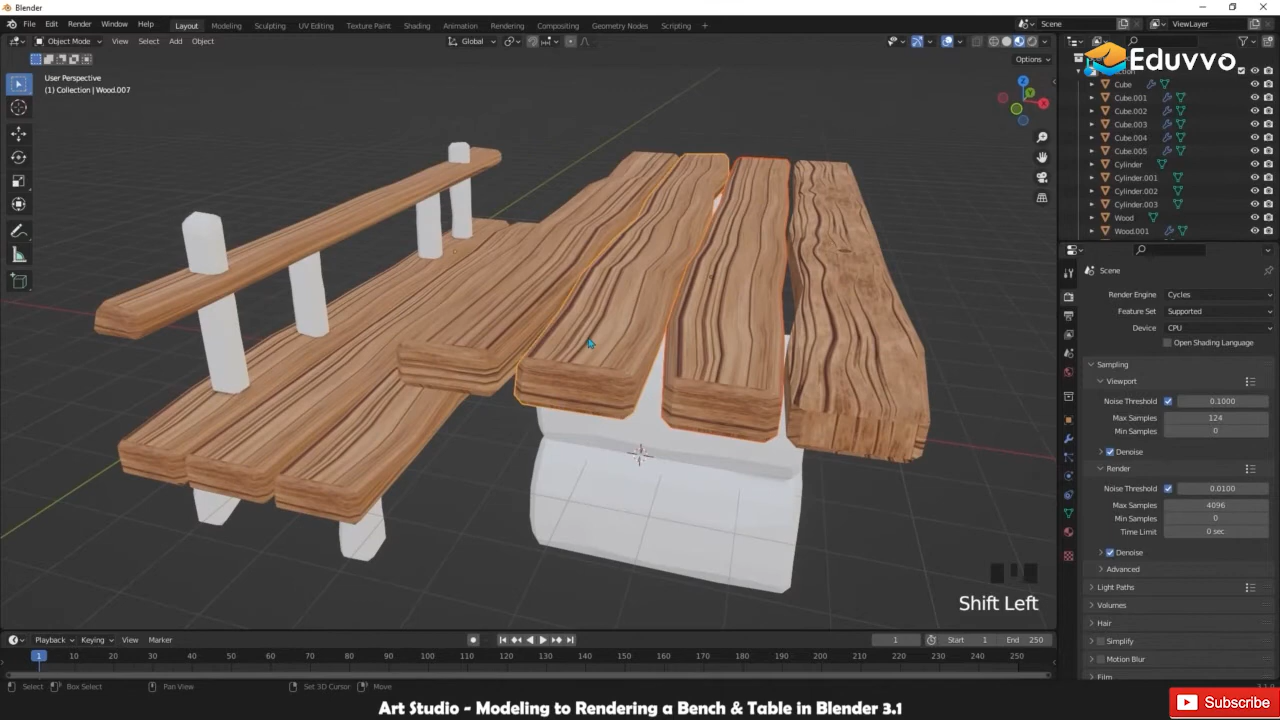 Blender
File Edit Render Window Help
Layout Modeling Sculpting UV Editing Texture Paint Shading Animation Rendering Compositing Geometry Nodes Scripting +
Scene
ViewLayer
Object Mode View Select Add Object
Global
Options
Eduvvo
User Perspective
(1) Collection | Wood.007
X
Y
Z
Cube
Cube.001
Cube.002
Cube.003
Cube.004
Cube.005
Cylinder
Cylinder.001
Cylinder.002
Cylinder.003
Wood
Wood.001
Scene
Render Engine Cycles
Feature Set Supported
Device CPU
Open Shading Language
Sampling
Viewport
Noise Threshold 0.1000
Max Samples 124
Min Samples 0
Denoise
Render
Noise Threshold 0.0100
Max Samples 4096
Min Samples 0
Time Limit 0 sec
Denoise
Advanced
Light Paths
Volumes
Hair
Simplify
Motion Blur
Film
Shift Left
Playback Keying View Marker
1 Start 1 End 250
1 10 20 30 40 50 60 70 80 90 100 110 120 130 140 150 160 170 180 190 200 210 220 230 240 250
Select Box Select Pan View Set 3D Cursor Move
Art Studio - Modeling to Rendering a Bench & Table in Blender 3.1
Subscribe